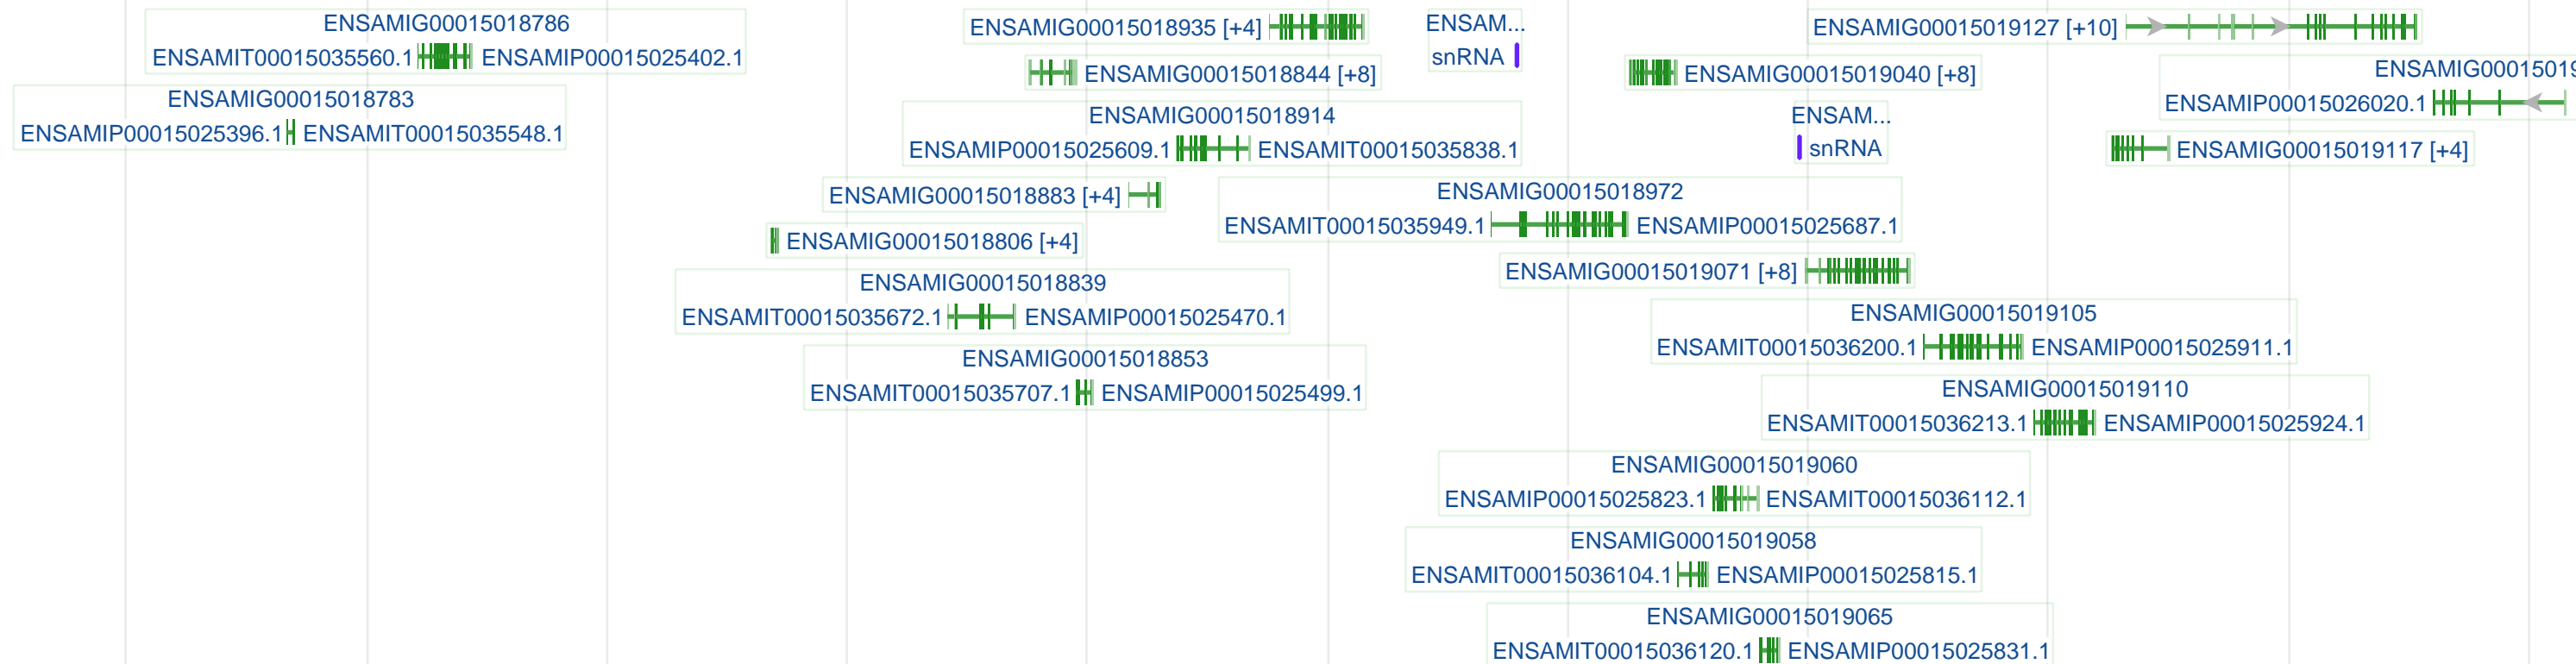 ENSAMIG00015018786
ENSAMIT00015035560.1 ENSAMIP00015025402.1
ENSAMIG00015018783
ENSAMIP00015025396.1 ENSAMIT00015035548.1
ENSAMIG00015018935 [+4]
ENSAMIG00015018844 [+8]
ENSAMIG00015018914
ENSAMIP00015025609.1 ENSAMIT00015035838.1
ENSAMIG00015018883 [+4]
ENSAMIG00015018806 [+4]
ENSAMIG00015018839
ENSAMIT00015035672.1 ENSAMIP00015025470.1
ENSAMIG00015018853
ENSAMIT00015035707.1 ENSAMIP00015025499.1
ENSAM...
snRNA
ENSAMIG00015019040 [+8]
ENSAM...
snRNA
ENSAMIG00015018972
ENSAMIT00015035949.1 ENSAMIP00015025687.1
ENSAMIG00015019071 [+8]
ENSAMIG00015019105
ENSAMIT00015036200.1 ENSAMIP00015025911.1
ENSAMIG00015019110
ENSAMIT00015036213.1 ENSAMIP00015025924.1
ENSAMIG00015019060
ENSAMIP00015025823.1 ENSAMIT00015036112.1
ENSAMIG00015019058
ENSAMIT00015036104.1 ENSAMIP00015025815.1
ENSAMIG00015019065
ENSAMIT00015036120.1 ENSAMIP00015025831.1
ENSAMIG00015019127 [+10]
ENSAMIG00015019
ENSAMIP00015026020.1
ENSAMIG00015019117 [+4]